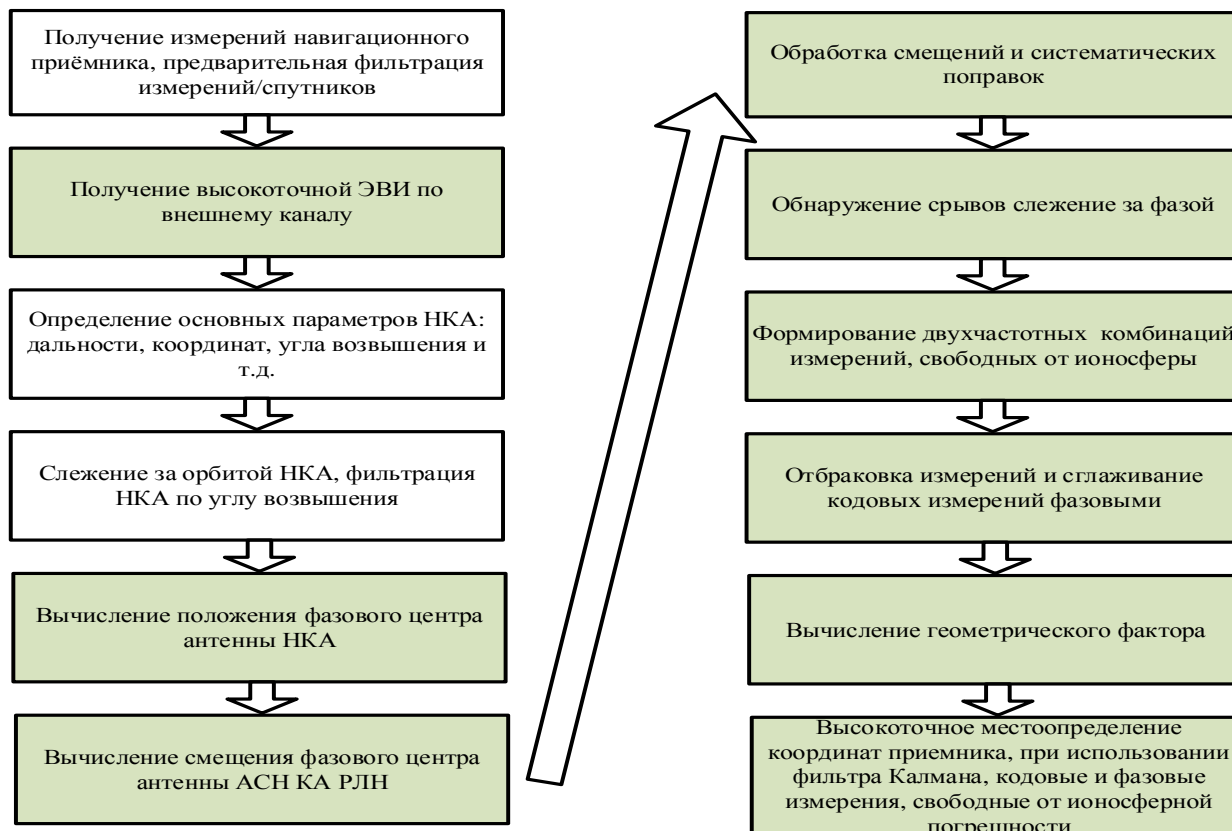 Получение измерений навигационного
приёмника, предварительная фильтрация
измерений/спутников
Получение высокоточной ЭВИ по
внешнему каналу
Определение основных параметров НКА:
дальности, координат, угла возвышения и
т.д.
Слежение за орбитой НКА, фильтрация
НКА по углу возвышения
Вычисление положения фазового центра
антенны НКА
Вычисление смещения фазового центра
антенны АСН КА РЛН
Обработка смещений и систематических
поправок
Обнаружение срывов слежение за фазой
Формирование двухчастотных комбинаций
измерений, свободных от ионосферы
Отбраковка измерений и сглаживание
кодовых измерений фазовыми
Вычисление геометрического фактора
Высокоточное местоопределение
координат приемника, при использовании
фильтра Калмана, кодовые и фазовые
измерения, свободные от ионосферной
погрешности